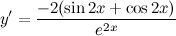 y' = \frac{-2(\sin 2x + \cos 2x)}{e^{2x}}